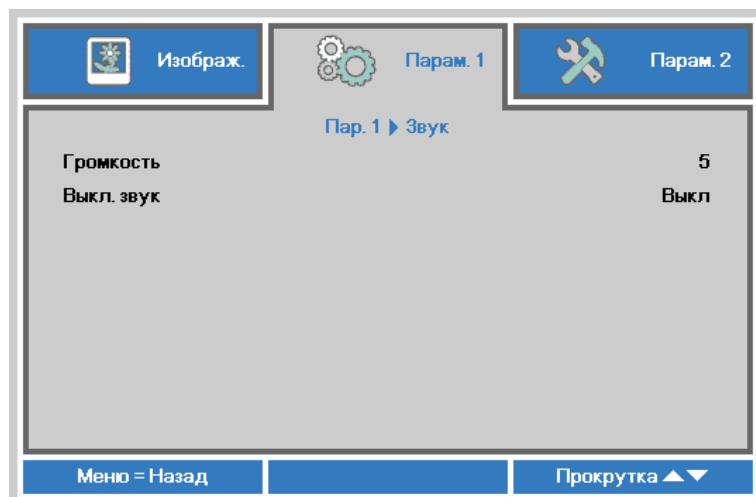 Изображ. Парам. 1 Парам. 2
Пар. 1 ▶ Звук
Громкость 5
Выкл. звук Выкл
Меню = Назад Прокрутка ▲▼